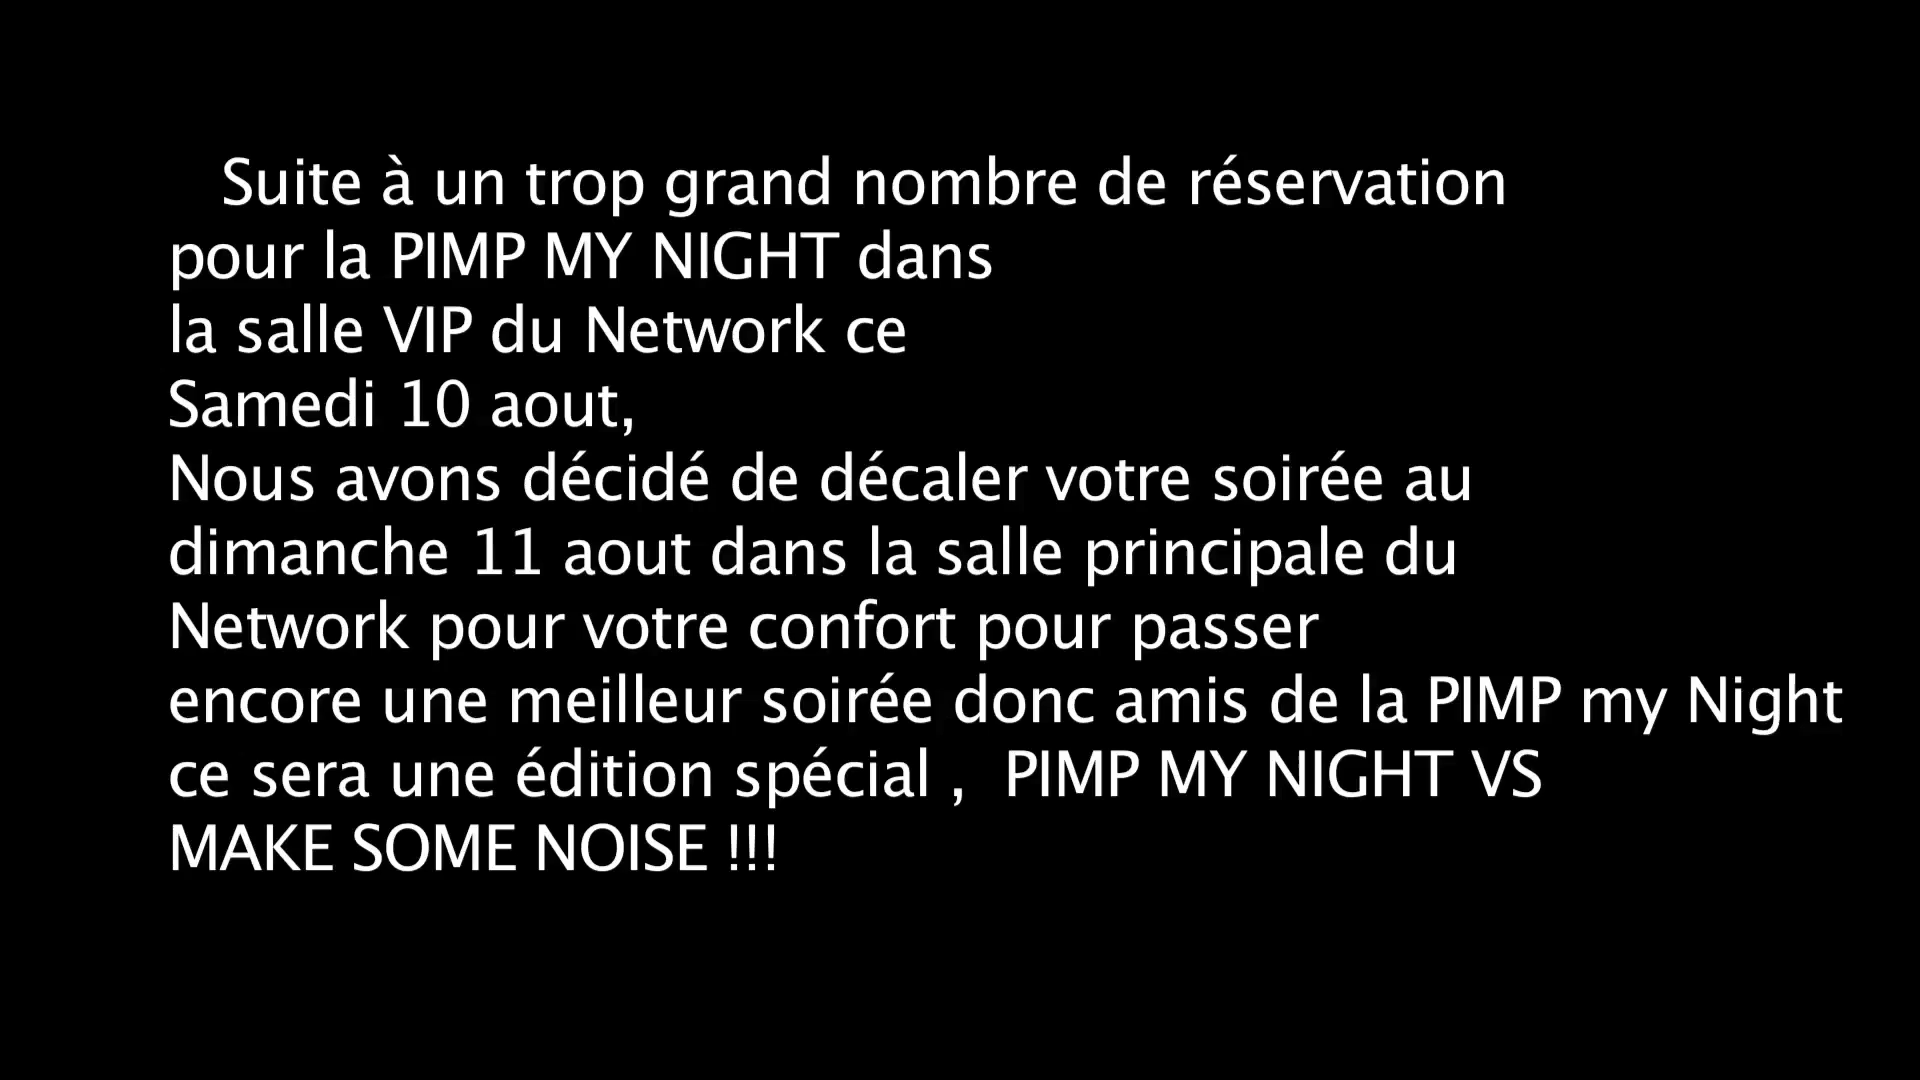 Suite à un trop grand nombre de réservation
pour la PIMP MY NIGHT dans
la salle VIP du Network ce
Samedi 10 aout,
Nous avons décidé de décaler votre soirée au
dimanche 11 aout dans la salle principale du
Network pour votre confort pour passer
encore une meilleur soirée donc amis de la PIMP my Night
ce sera une édition spécial ,  PIMP MY NIGHT VS
MAKE SOME NOISE !!!